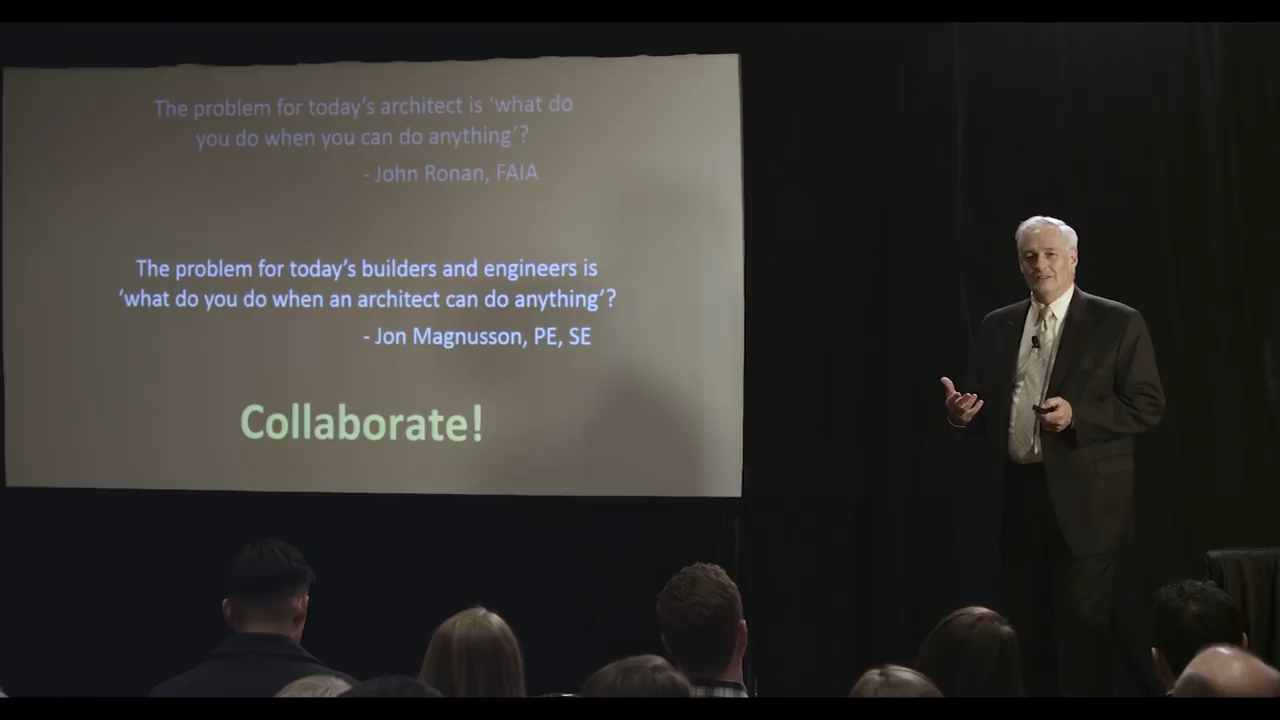 The problem for today's architect is 'what do
you do when you can do anything'?
- John Ronan, FAIA
The problem for today's builders and engineers is
'what do you do when an architect can do anything'?
- Jon Magnusson, PE, SE
Collaborate!